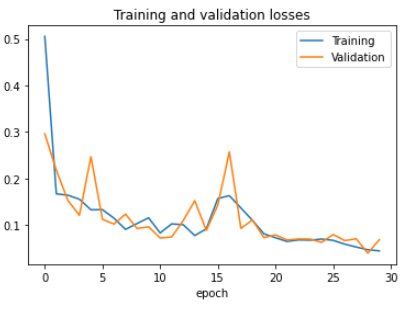 Training and validation losses
Training
Validation
0.5
0.4
0.3
0.2
0.1
0 5 10 15 20 25 30
epoch